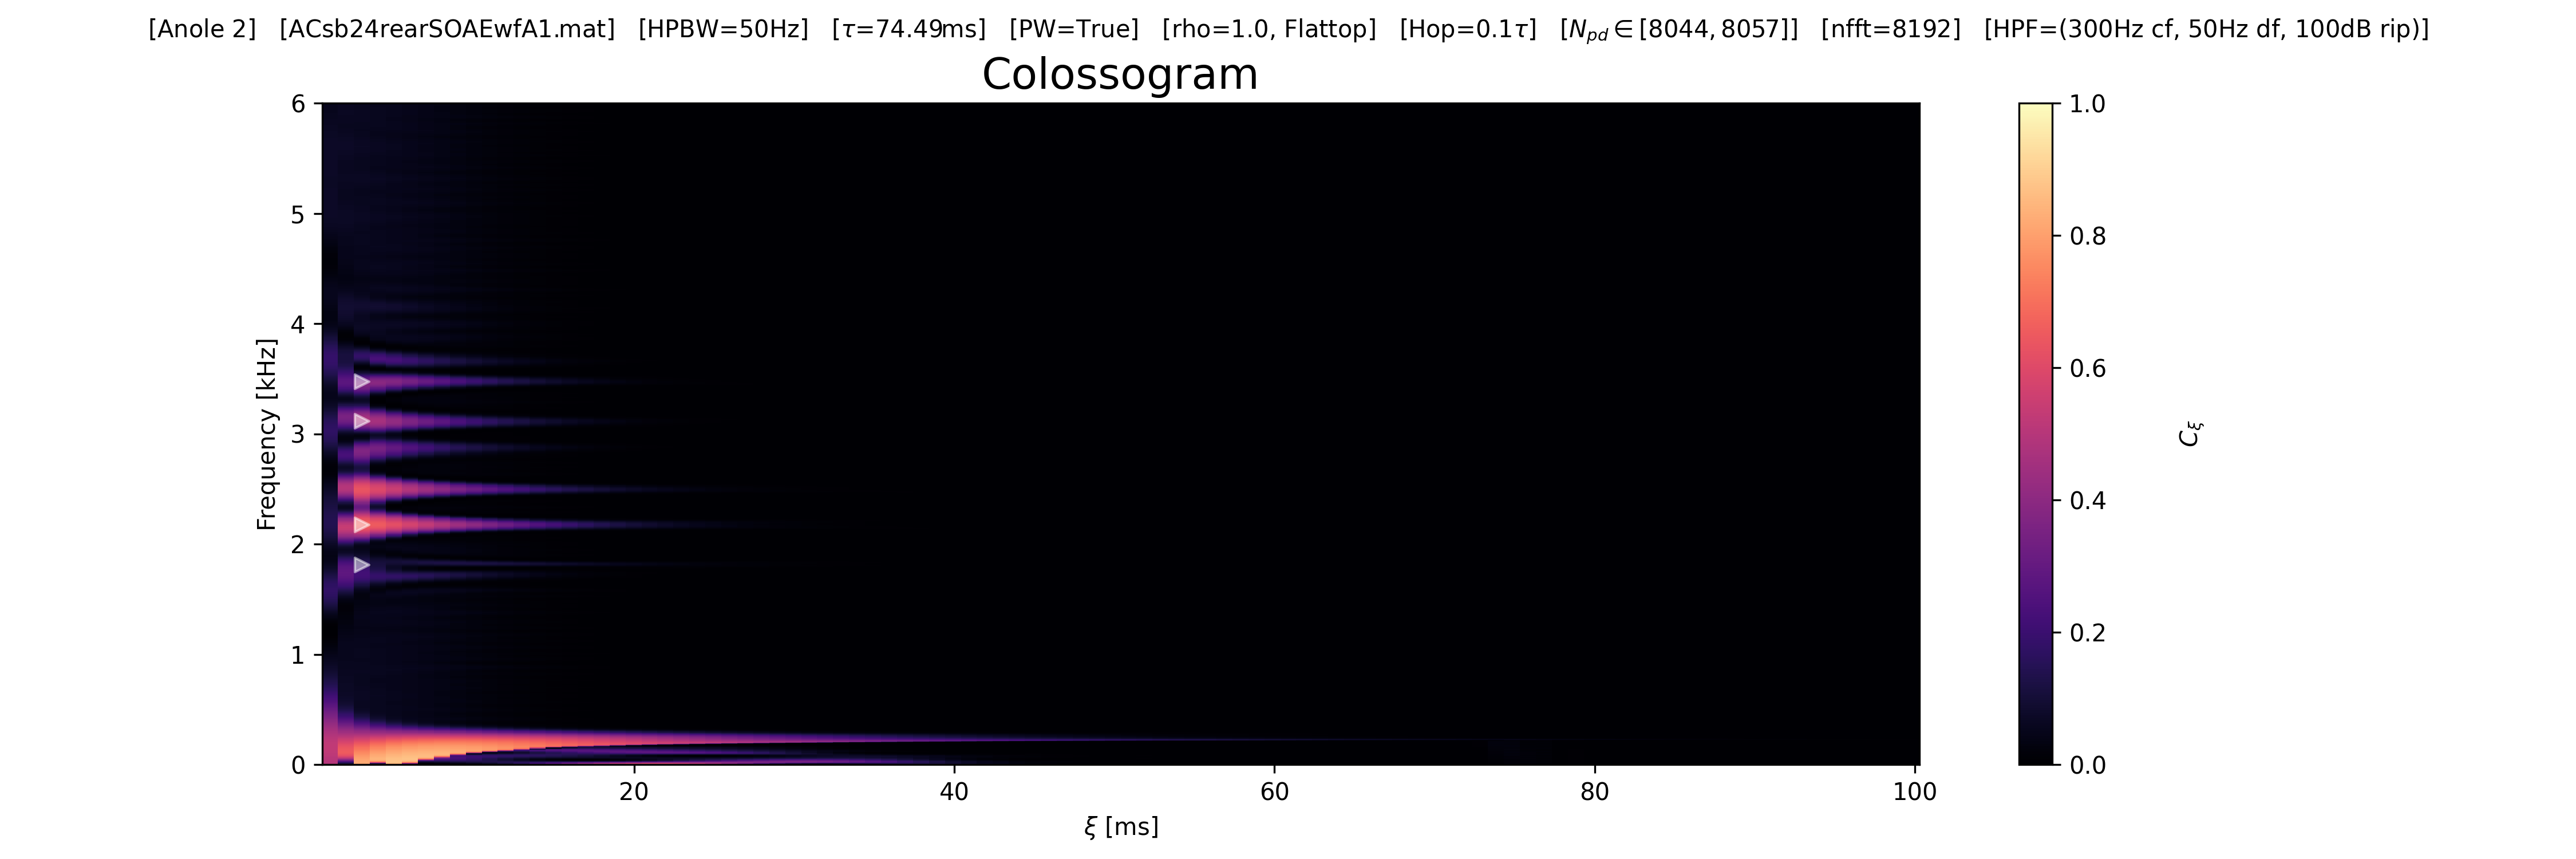 [Anole 2] [ACsb24rearSOAEwfA1.mat] [HPBW=50Hz] [τ=74.49ms] [PW=True] [rho=1.0, Flattop] [Hop=0.1τ] [N_pd ∈ [8044, 8057]] [nfft=8192] [HPF=(300Hz cf, 50Hz df, 100dB rip)]
Colossogram
6
5
4
3
2
1
0
Frequency [kHz]
20 40 60 80 100
ξ [ms]
1.0
0.8
0.6
0.4
0.2
0.0
C_ξ